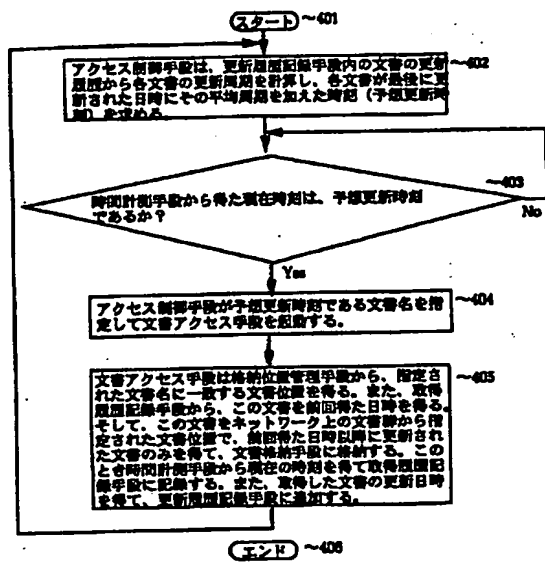 スタート ~401
アクセス制御手段は、更新履歴記録手段内の文書の更新 ~402
履歴から各文書の更新周期を計算し、各文書が最後に更
新された日時にその平均周期を加えた時刻(予想更新時
刻)を求める。
時間計測手段から得た現在時刻は、予想更新時刻 ~403
であるか?
No
Yes
アクセス制御手段が予想更新時刻である文書名を指 ~404
定して文書アクセス手段を起動する。
文書アクセス手段は格納位置管理手段から、指定さ ~405
れた文書名に一致する文書位置を得る。また、取得
履歴記録手段から、この文書を前回得た日時を得る。
そして、この文書をネットワーク上の文書群から指
定された文書位置で、前回得た日時以降に更新され
た文書のみを得て、文書格納手段に格納する。この
とき時間計測手段から現在の時刻を得て取得履歴記
録手段に記録する。また、取得した文書の更新日時
を得て、更新履歴記録手段に追加する。
エンド ~406